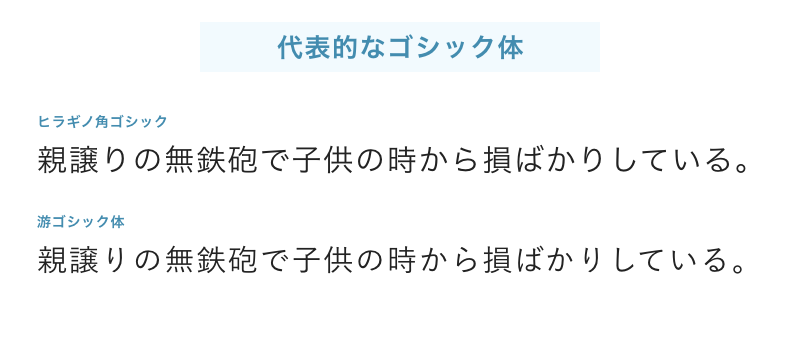 代表的なゴシック体
ヒラギノ角ゴシック
親譲りの無鉄砲で子供の時から損ばかりしている。
游ゴシック体
親譲りの無鉄砲で子供の時から損ばかりしている。